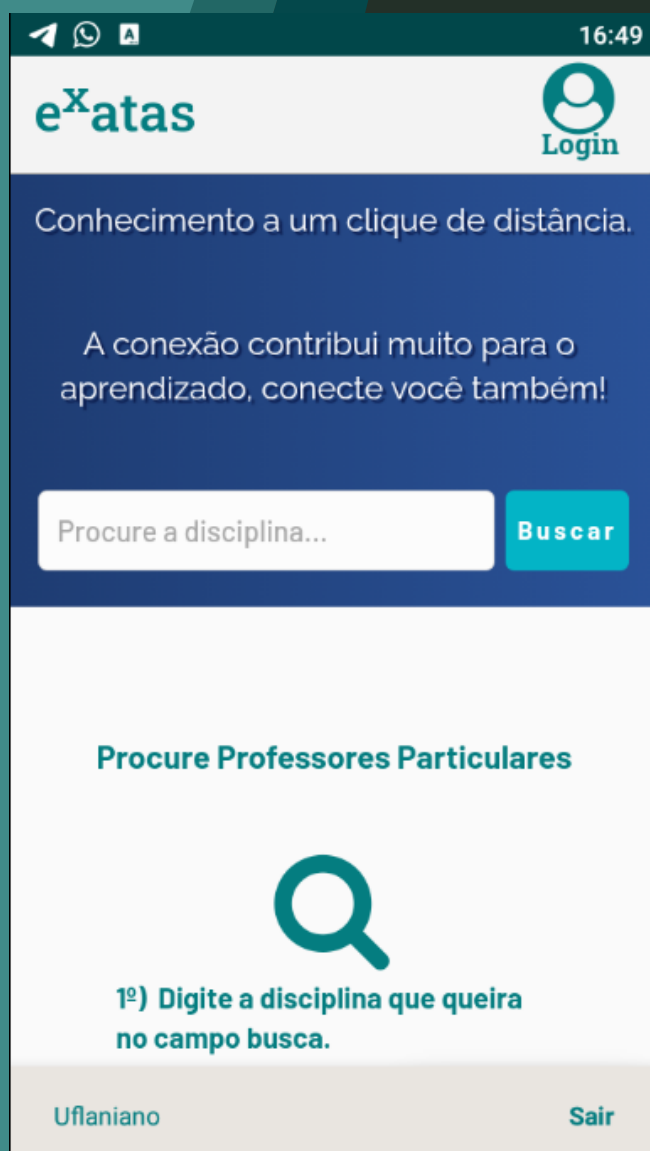 16:49
eˣatas
Login
Conhecimento a um clique de distância.
A conexão contribui muito para o
aprendizado, conecte você também!
Procure a disciplina...
Buscar
Procure Professores Particulares
1º) Digite a disciplina que queira
no campo busca.
Uflaniano
Sair